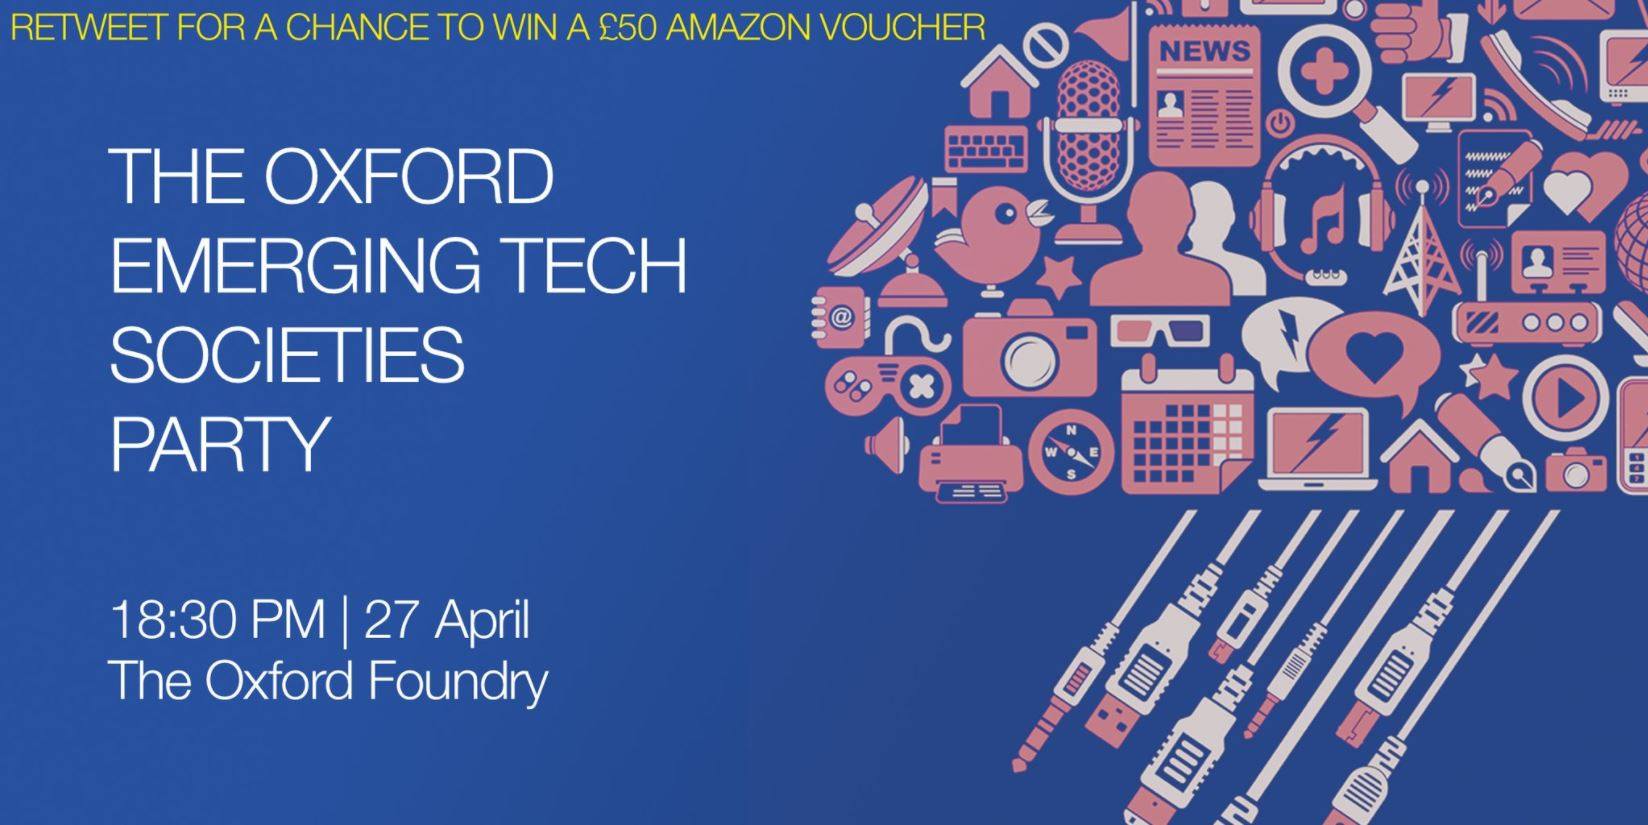 RETWEET FOR A CHANCE TO WIN A £50 AMAZON VOUCHER
THE OXFORD
EMERGING TECH
SOCIETIES
PARTY
18:30 PM | 27 April
The Oxford Foundry
NEWS
@
N
W E
S